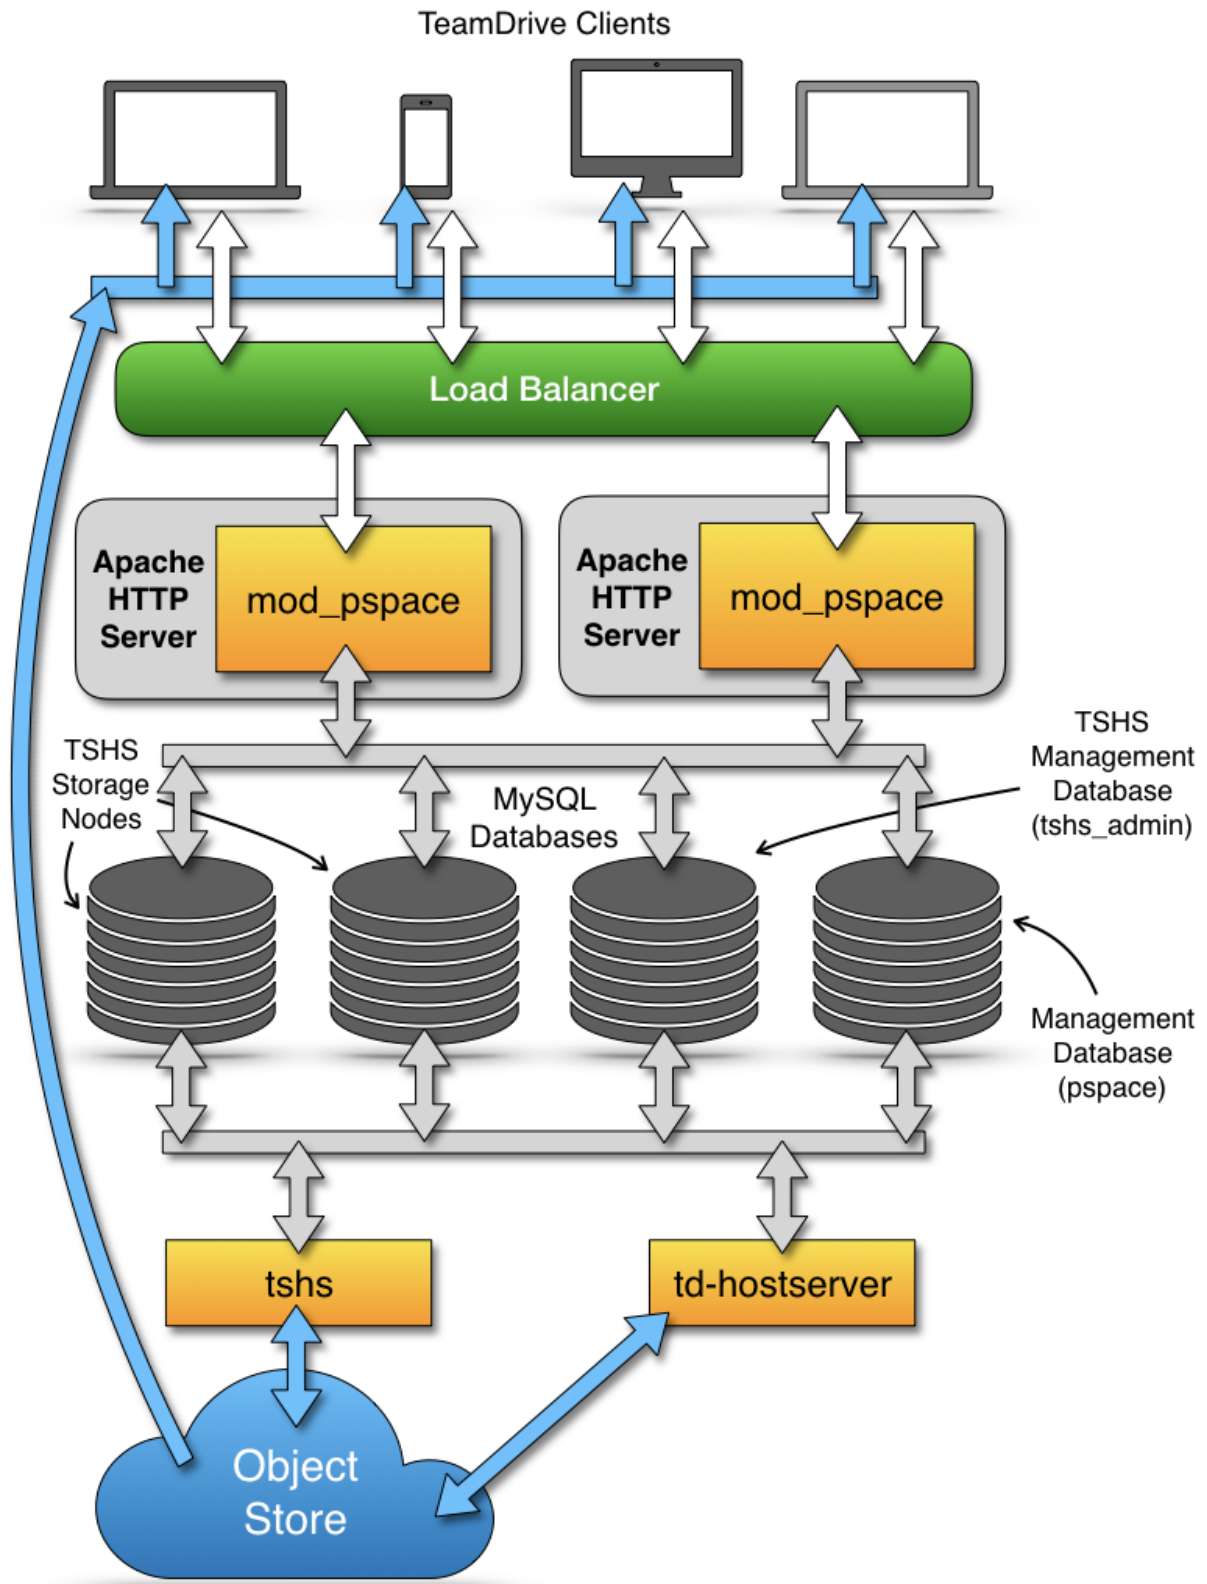 TeamDrive Clients
Load Balancer
Apache
HTTP
Server
mod_pspace
Apache
HTTP
Server
mod_pspace
TSHS
Storage
Nodes
MySQL
Databases
TSHS
Management
Database
(tshs_admin)
Management
Database
(pspace)
tshs
td-hostserver
Object
Store